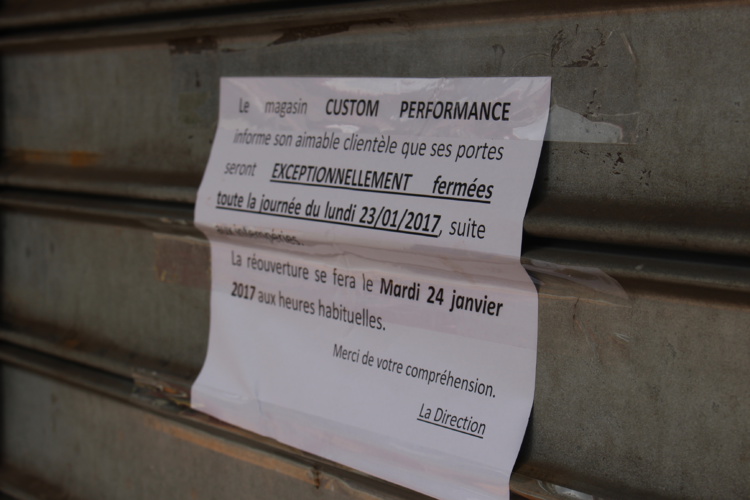 Le magasin CUSTOM PERFORMANCE
informe son aimable clientèle que ses portes
seront EXCEPTIONNELLEMENT fermées
toute la journée du lundi 23/01/2017, suite
aux intempéries.
La réouverture se fera le Mardi 24 janvier
2017 aux heures habituelles.
Merci de votre compréhension.
La Direction